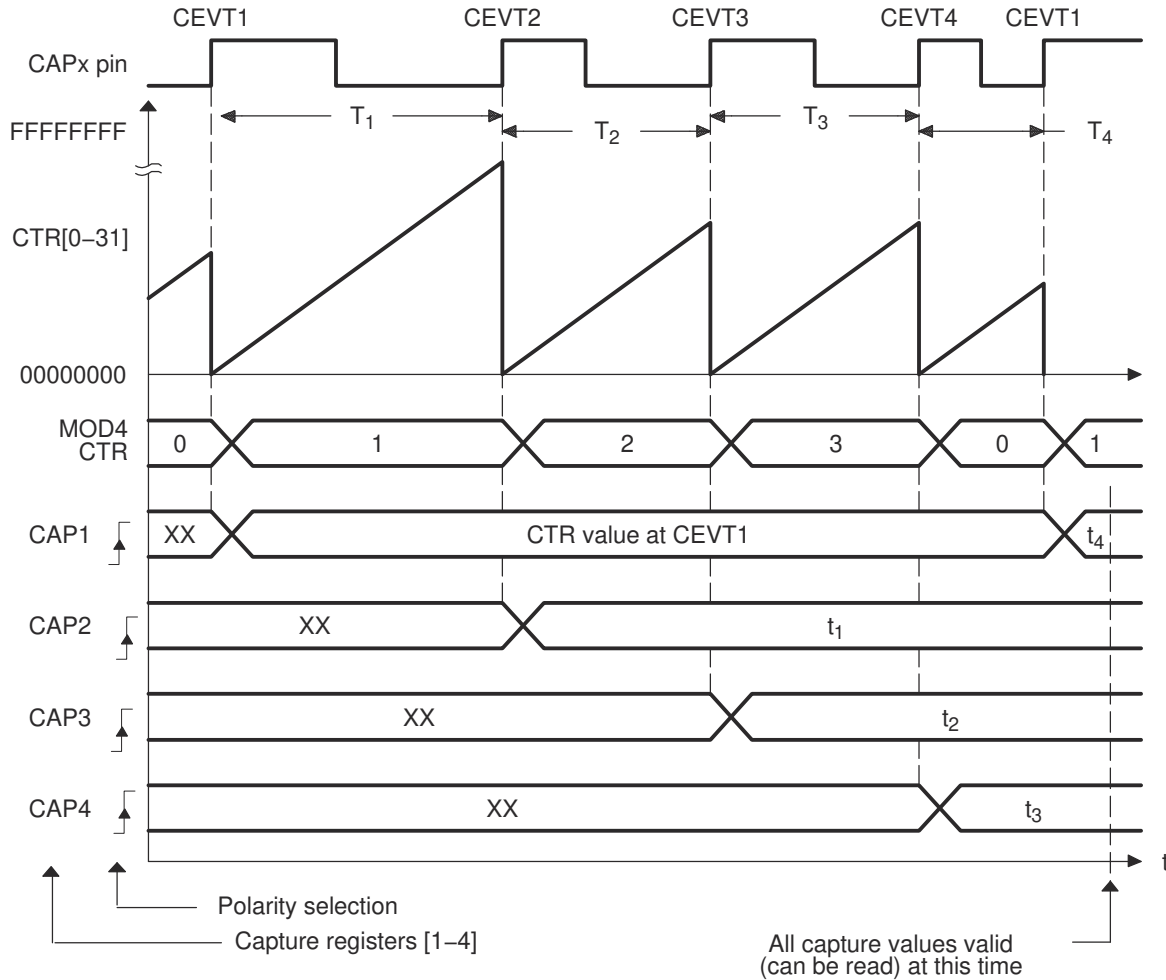 CEVT1 CEVT2 CEVT3 CEVT4 CEVT1
CAPx pin
T1 T2 T3 T4
FFFFFFFF
CTR[0−31]
00000000
MOD4
CTR
0 1 2 3 0 1
CAP1 XX CTR value at CEVT1 t4
CAP2 XX t1
CAP3 XX t2
CAP4 XX t3
t
Polarity selection
Capture registers [1−4]
All capture values valid
(can be read) at this time